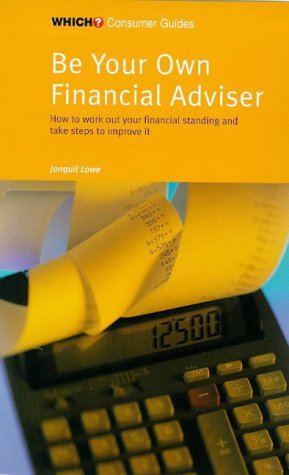 WHICH? Consumer Guides
Be Your Own
Financial Adviser
How to work out your financial standing and
take steps to improve it
Jonquil Lowe
12500